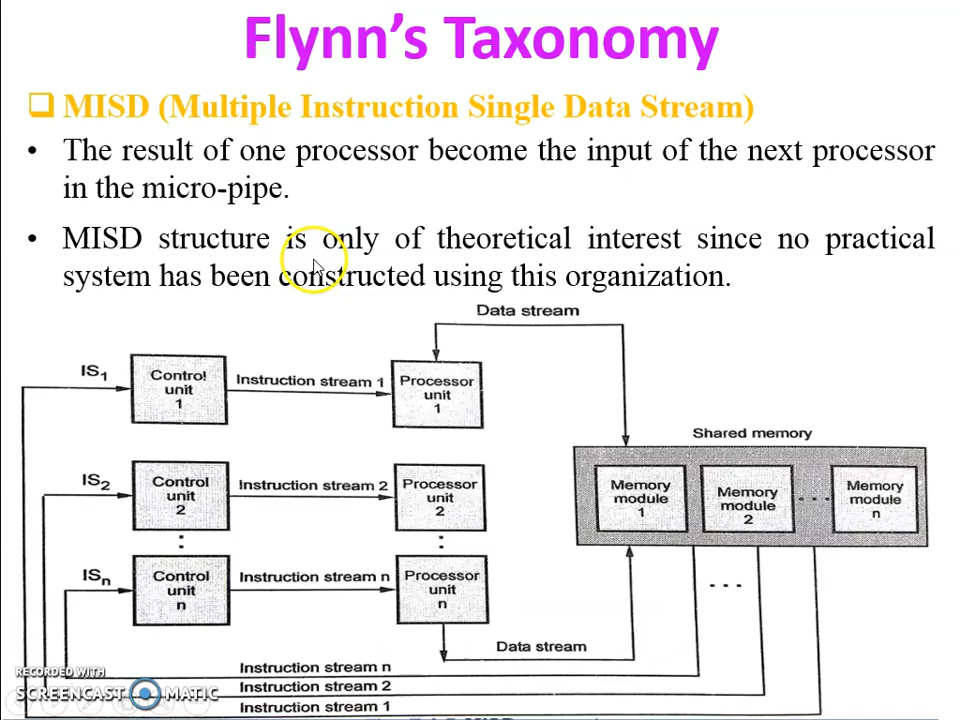 Flynn's Taxonomy
❑ MISD (Multiple Instruction Single Data Stream)
• The result of one processor become the input of the next processor
in the micro-pipe.
• MISD structure is only of theoretical interest since no practical
system has been constructed using this organization.
Data stream
IS1
Control
unit
1
Instruction stream 1
Processor
unit
1
Shared memory
IS2
Control
unit
2
Instruction stream 2
Processor
unit
2
Memory
module
1
Memory
module
2
. . .
Memory
module
n
:
:
ISn
Control
unit
n
Instruction stream n
Processor
unit
n
. . .
Data stream
Instruction stream n
Instruction stream 2
Instruction stream 1
RECORDED WITH
SCREENCAST MATIC